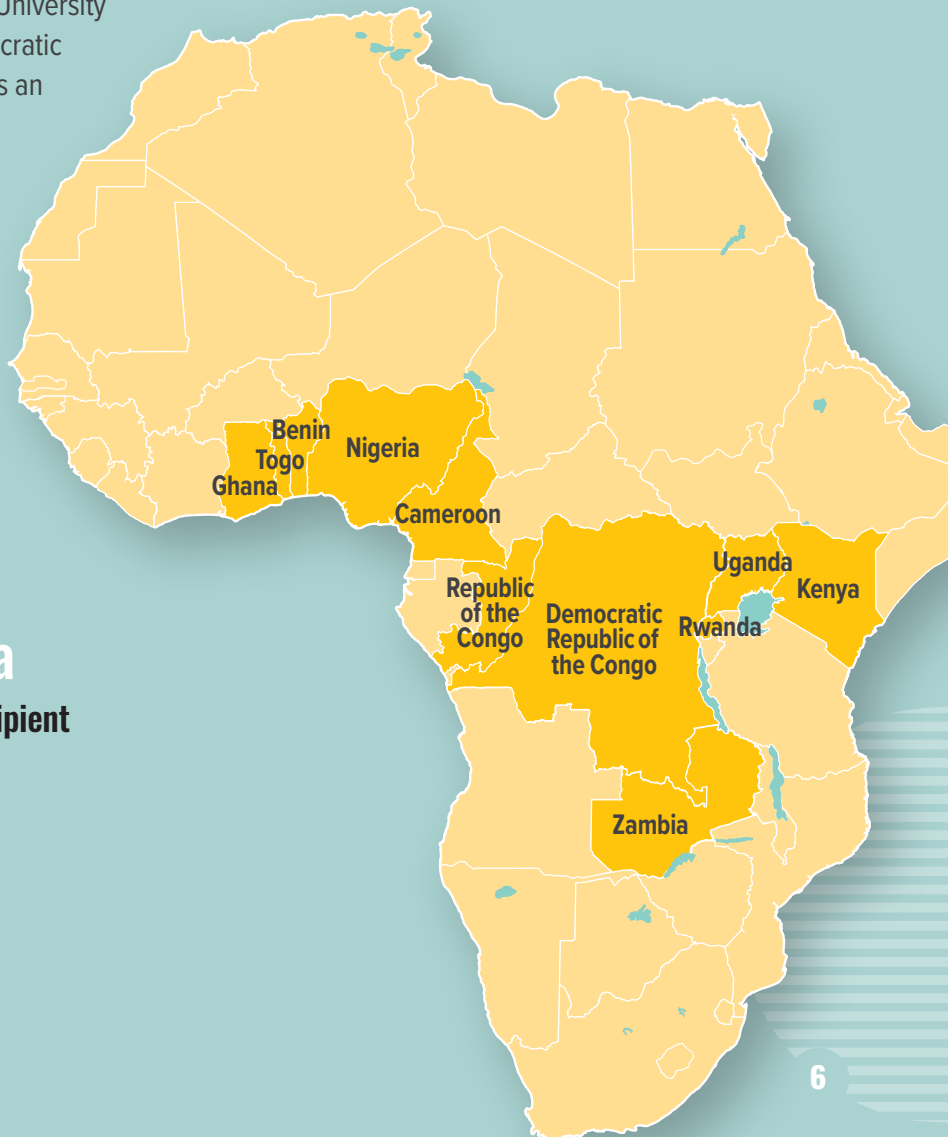 University
cratic
s an
Benin
Nigeria
Togo
Ghana
Cameroon
Uganda
Kenya
Republic
of the
Congo
Democratic
Republic of
the Congo
Rwanda
a
ipient
Zambia
6